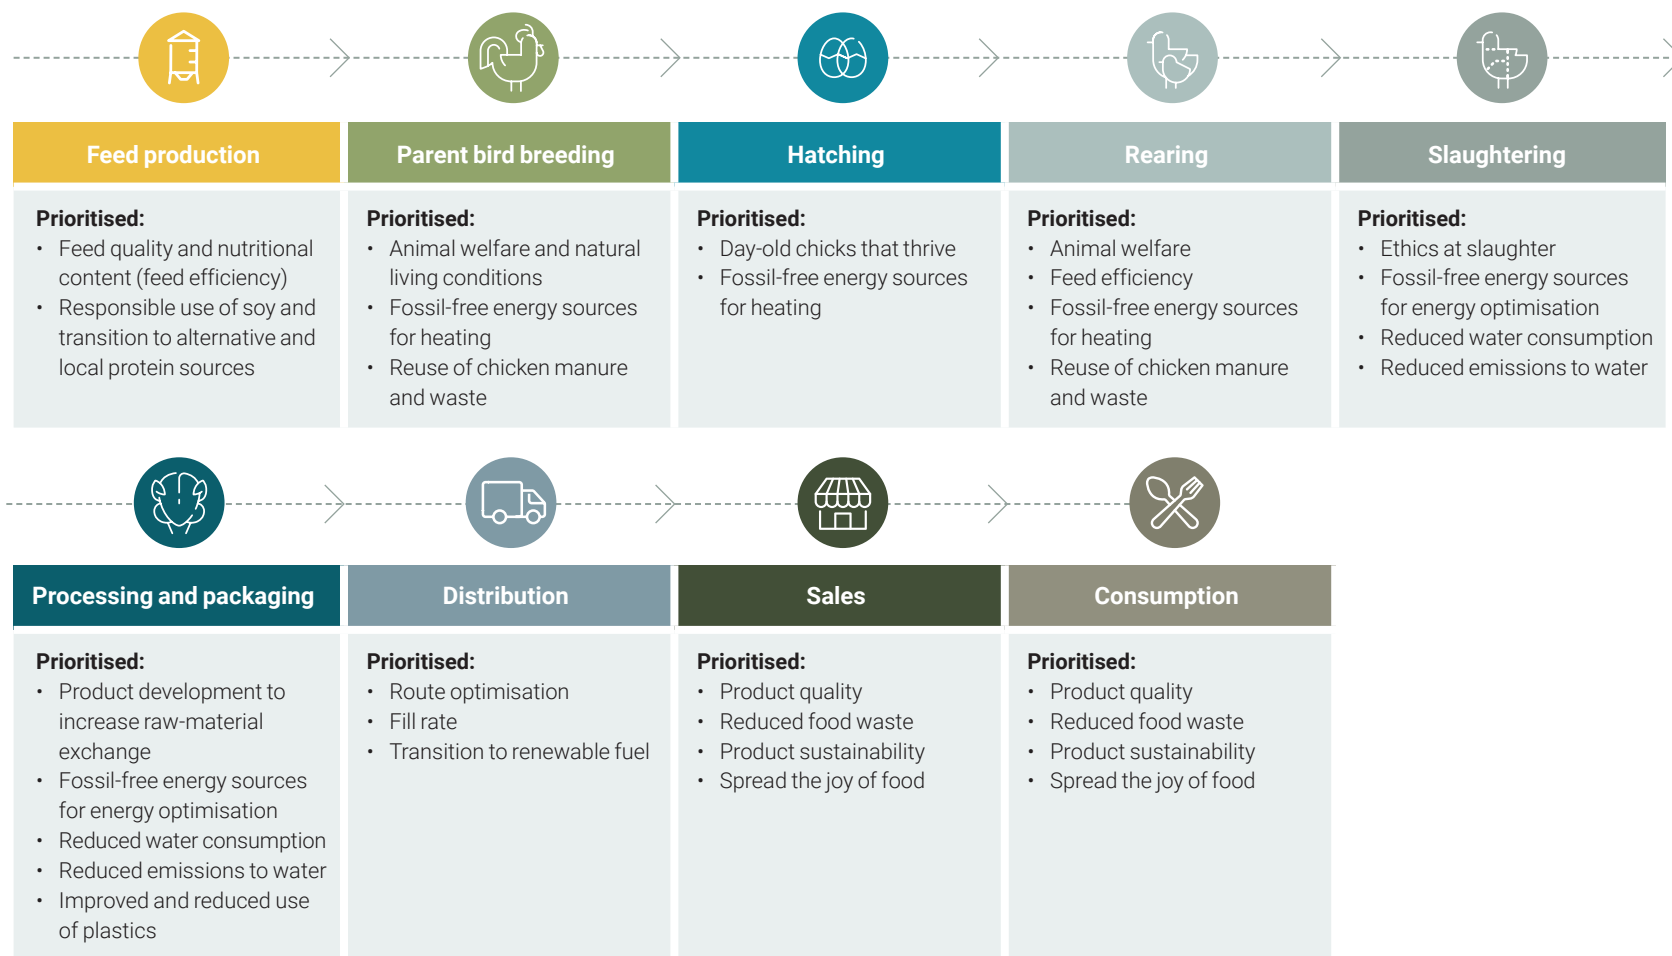 Feed production
Prioritised:
• Feed quality and nutritional
content (feed efficiency)
• Responsible use of soy and
transition to alternative and
local protein sources
Parent bird breeding
Prioritised:
• Animal welfare and natural
living conditions
• Fossil-free energy sources
for heating
• Reuse of chicken manure
and waste
Hatching
Prioritised:
• Day-old chicks that thrive
• Fossil-free energy sources
for heating
Rearing
Prioritised:
• Animal welfare
• Feed efficiency
• Fossil-free energy sources
for heating
• Reuse of chicken manure
and waste
Slaughtering
Prioritised:
• Ethics at slaughter
• Fossil-free energy sources
for energy optimisation
• Reduced water consumption
• Reduced emissions to water
Processing and packaging
Prioritised:
• Product development to
increase raw-material
exchange
• Fossil-free energy sources
for energy optimisation
• Reduced water consumption
• Reduced emissions to water
• Improved and reduced use
of plastics
Distribution
Prioritised:
• Route optimisation
• Fill rate
• Transition to renewable fuel
Sales
Prioritised:
• Product quality
• Reduced food waste
• Product sustainability
• Spread the joy of food
Consumption
Prioritised:
• Product quality
• Reduced food waste
• Product sustainability
• Spread the joy of food